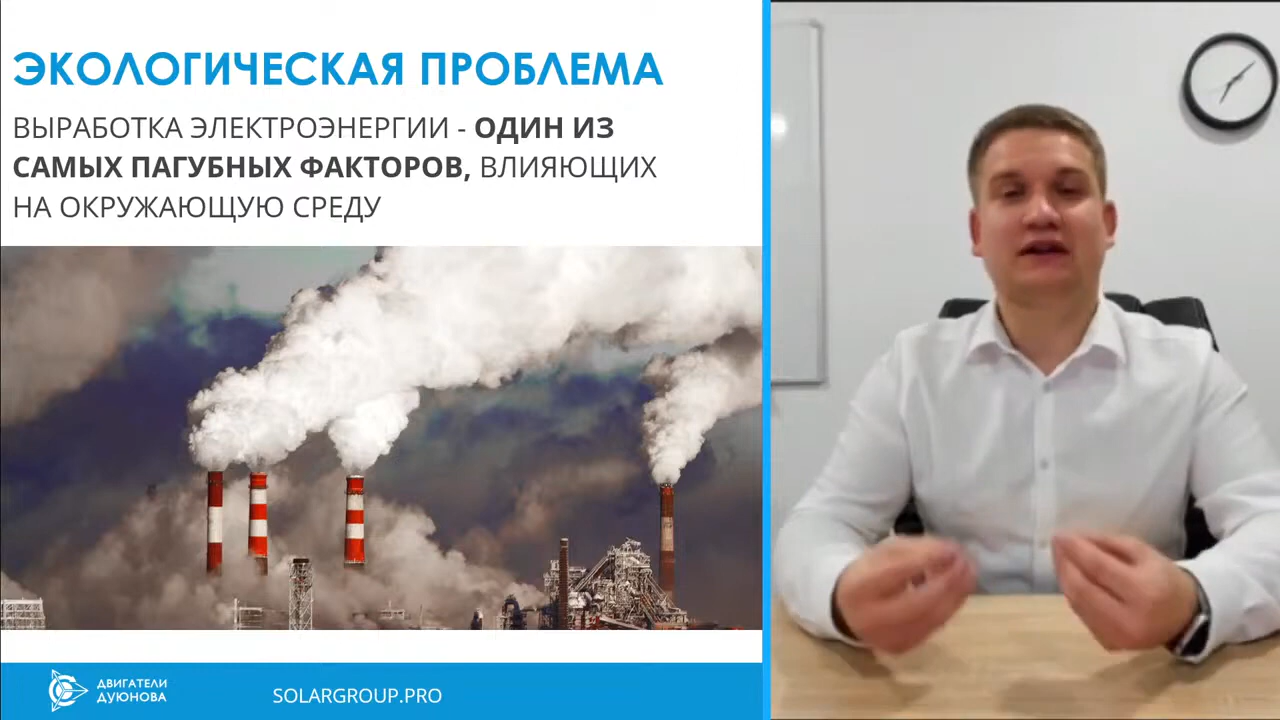 ЭКОЛОГИЧЕСКАЯ ПРОБЛЕМА
ВЫРАБОТКА ЭЛЕКТРОЭНЕРГИИ - ОДИН ИЗ
САМЫХ ПАГУБНЫХ ФАКТОРОВ, ВЛИЯЮЩИХ
НА ОКРУЖАЮЩУЮ СРЕДУ
ДВИГАТЕЛИ
ДУЮНОВА
SOLARGROUP.PRO